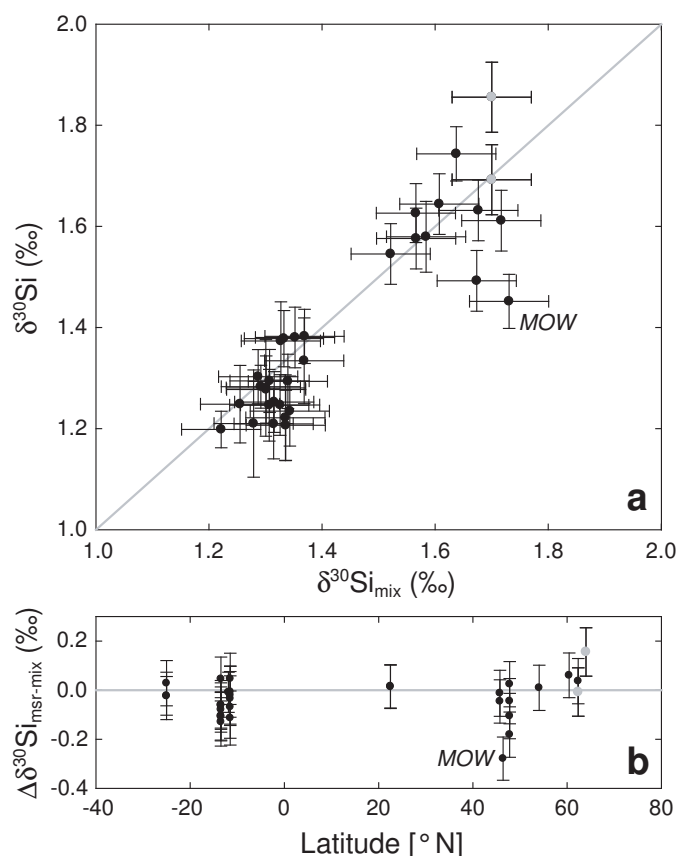 2.0
1.8
1.6
1.4
1.2
1.0
δ³⁰Si (‰)
MOW
a
1.0 1.2 1.4 1.6 1.8 2.0
δ³⁰Si_mix (‰)
0.2
0.0
-0.2
-0.4
Δδ³⁰Si_msr-mix (‰)
MOW
b
-40 -20 0 20 40 60 80
Latitude [° N]